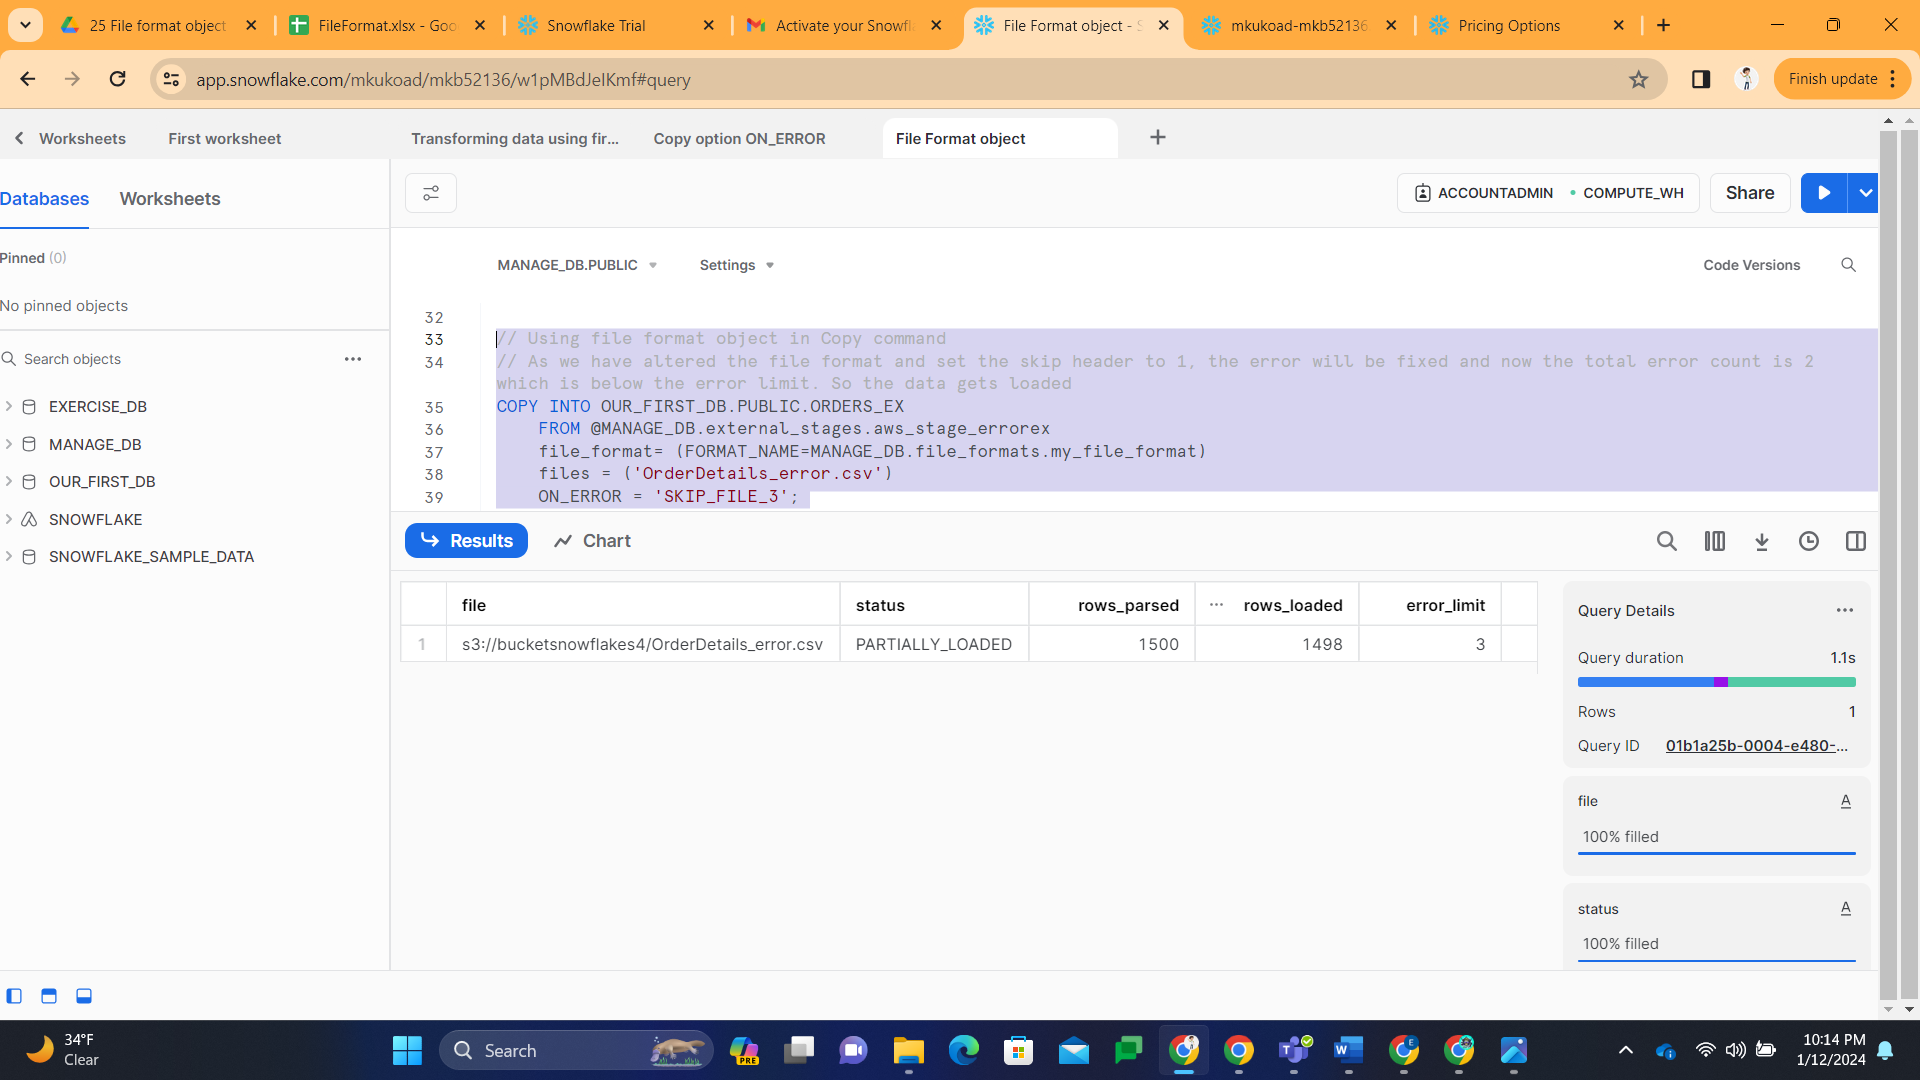 25 File format object
FileFormat.xlsx - Goo
Snowflake Trial
Activate your Snowfl
File Format object - S
mkukoad-mkb52136
Pricing Options
app.snowflake.com/mkukoad/mkb52136/w1pMBdJeIKmf#query
Finish update
Worksheets
First worksheet
Transforming data using fir...
Copy option ON_ERROR
File Format object
Databases
Worksheets
ACCOUNTADMIN
COMPUTE_WH
Share
Pinned (0)
No pinned objects
Search objects
EXERCISE_DB
MANAGE_DB
OUR_FIRST_DB
SNOWFLAKE
SNOWFLAKE_SAMPLE_DATA
MANAGE_DB.PUBLIC
Settings
Code Versions
32
33 // Using file format object in Copy command
34 // As we have altered the file format and set the skip header to 1, the error will be fixed and now the total error count is 2
which is below the error limit. So the data gets loaded
35 COPY INTO OUR_FIRST_DB.PUBLIC.ORDERS_EX
36 FROM @MANAGE_DB.external_stages.aws_stage_errorex
37 file_format= (FORMAT_NAME=MANAGE_DB.file_formats.my_file_format)
38 files = ('OrderDetails_error.csv')
39 ON_ERROR = 'SKIP_FILE_3';
Results
Chart
file status rows_parsed ... rows_loaded error_limit
1 s3://bucketsnowflakes4/OrderDetails_error.csv PARTIALLY_LOADED 1500 1498 3
Query Details
Query duration 1.1s
Rows 1
Query ID 01b1a25b-0004-e480-...
file A
100% filled
status A
100% filled
34°F
Clear
Search
PRE
10:14 PM
1/12/2024